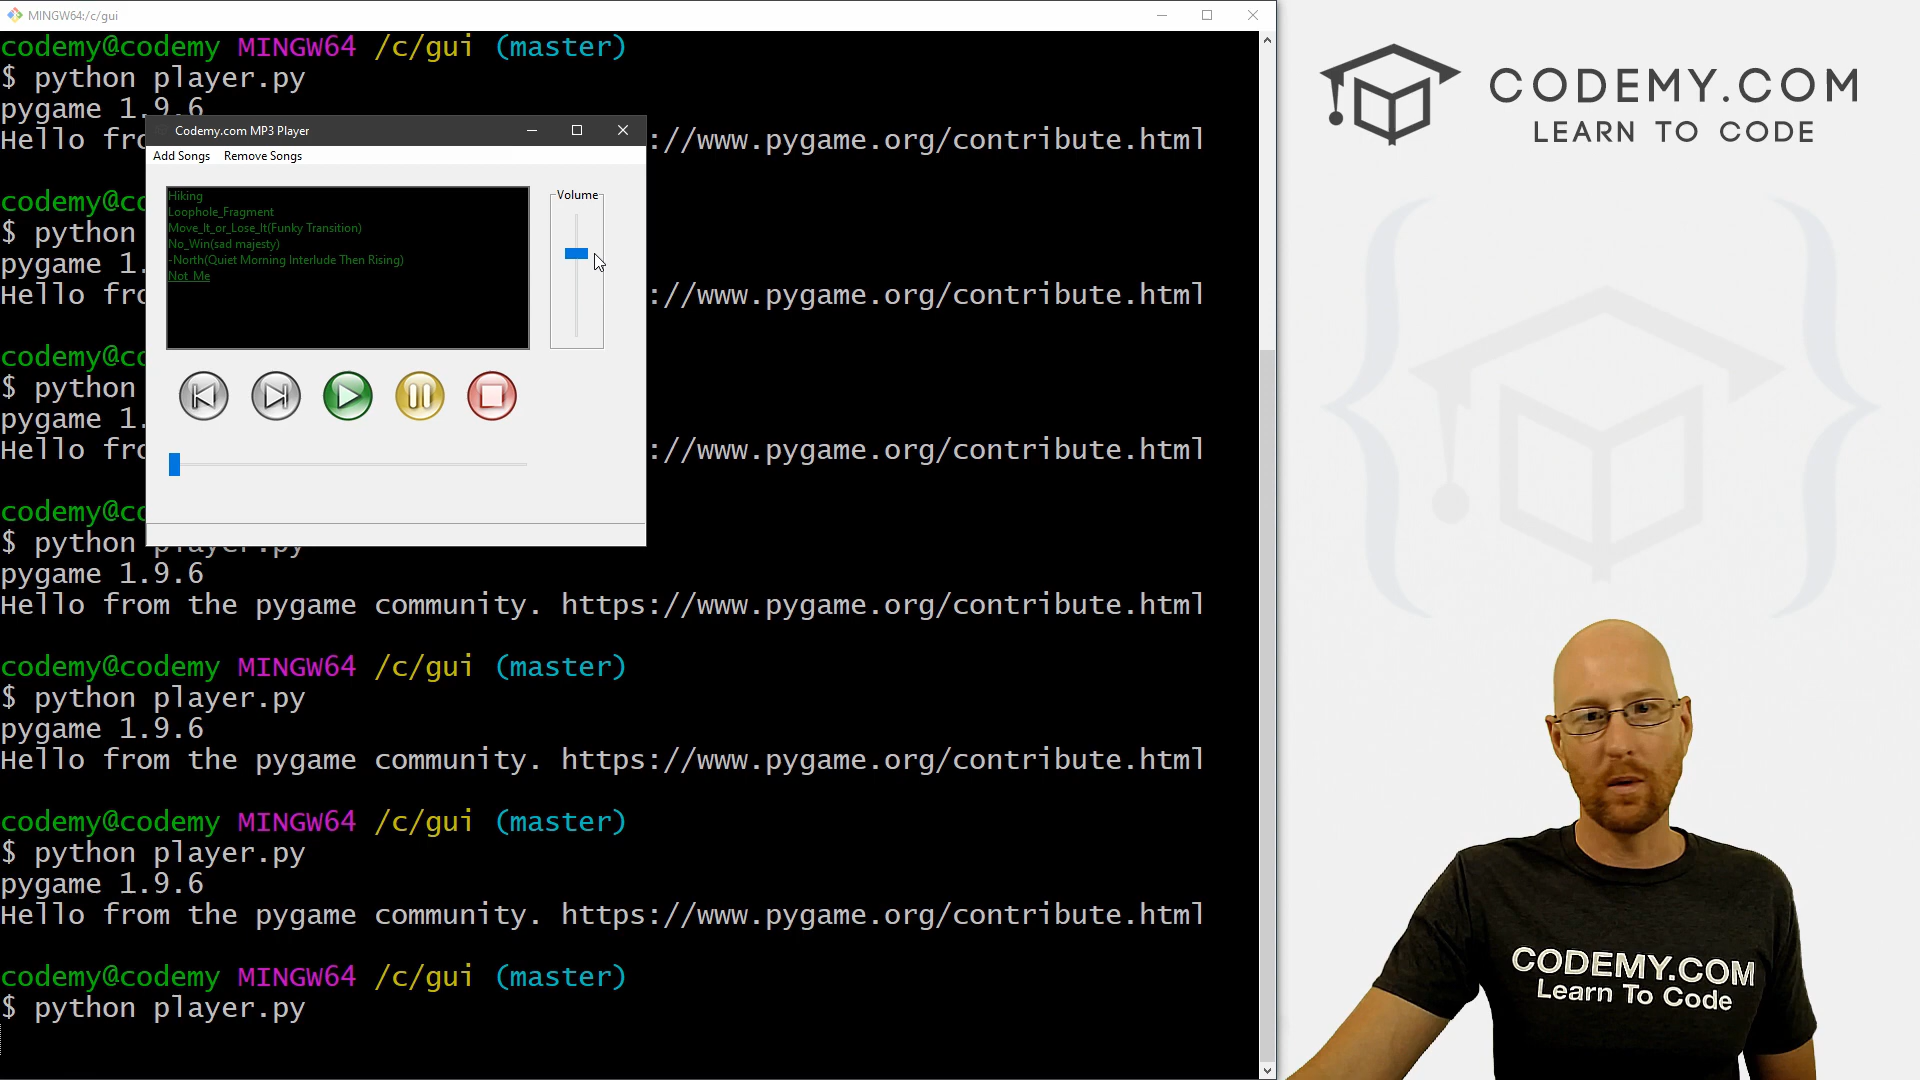 MINGW64:/c/gui
codemy@codemy MINGW64 /c/gui (master)
$ python player.py
pygame 1.9.6
Hello fro ://www.pygame.org/contribute.html
codemy@co
$ python
pygame 1.
Hello fro ://www.pygame.org/contribute.html
codemy@co
$ python
pygame 1.
Hello fro ://www.pygame.org/contribute.html
codemy@co
$ python player.py
pygame 1.9.6
Hello from the pygame community. https://www.pygame.org/contribute.html
codemy@codemy MINGW64 /c/gui (master)
$ python player.py
pygame 1.9.6
Hello from the pygame community. https://www.pygame.org/contribute.html
codemy@codemy MINGW64 /c/gui (master)
$ python player.py
pygame 1.9.6
Hello from the pygame community. https://www.pygame.org/contribute.html
codemy@codemy MINGW64 /c/gui (master)
$ python player.py
Codemy.com MP3 Player
Add Songs Remove Songs
Hiking
Loophole_Fragment
Move_It_or_Lose_It(Funky Transition)
No_Win(sad majesty)
-North(Quiet Morning Interlude Then Rising)
Not_Me
Volume
CODEMY.COM
LEARN TO CODE
CODEMY.COM
Learn To Code